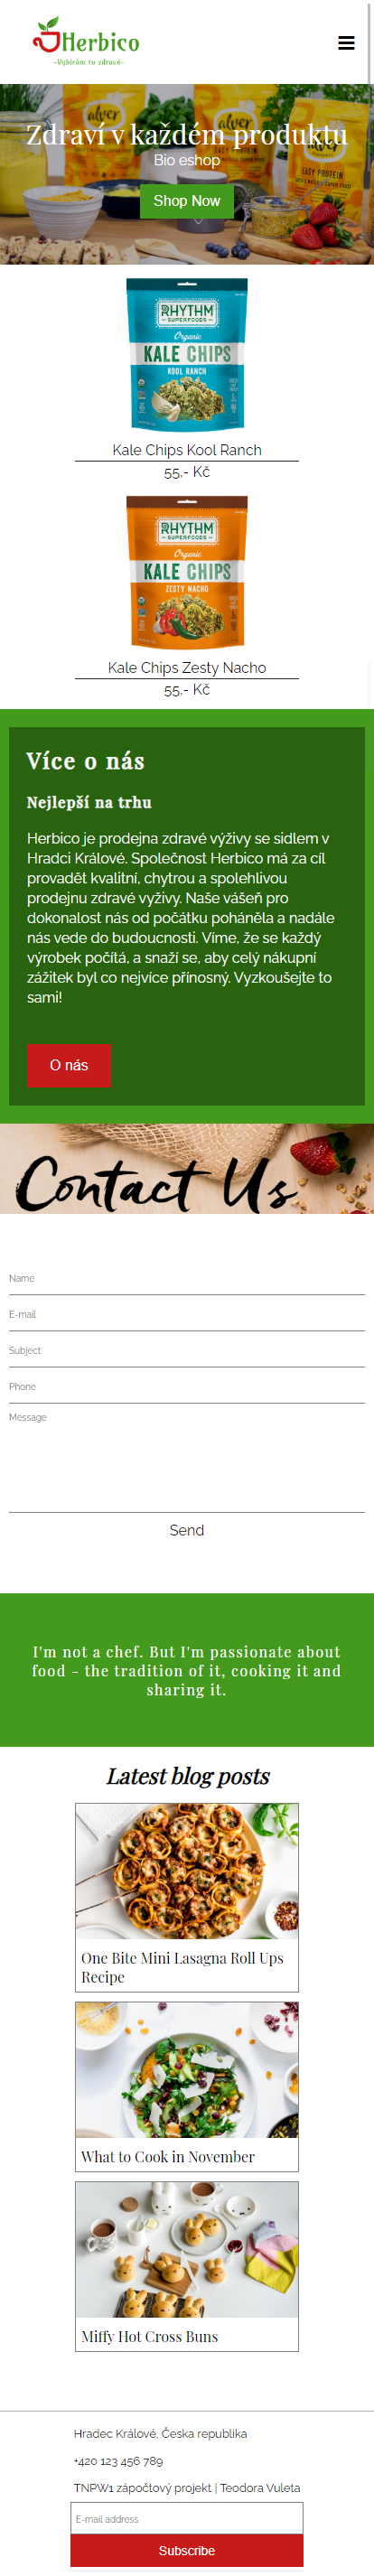 Herbico
~Vybírám to zdravé~
Zdraví v každém produktu
Bio eshop
Shop Now
alver
alver
EASY PROTEIN
RHYTHM
SUPERFOODS
Organic
KALE CHIPS
KOOL RANCH
Kale Chips Kool Ranch
55,- Kč
RHYTHM
SUPERFOODS
Organic
KALE CHIPS
ZESTY NACHO
Kale Chips Zesty Nacho
55,- Kč
Více o nás
Nejlepší na trhu
Herbico je prodejna zdravé výživy se sidlem v
Hradci Králové. Společnost Herbico má za cíl
provadět kvalitní, chytrou a spolehlivou
prodejnu zdravé vyživy. Naše vášeň pro
dokonalost nás od počátku poháněla a nadále
nás vede do budoucnosti. Víme, že se každý
výrobek počítá, a snaží se, aby celý nákupní
zážitek byl co nejvíce přínosný. Vyzkoušejte to
sami!
O nás
Contact Us
Name
E-mail
Subject
Phone
Message
Send
I'm not a chef. But I'm passionate about
food - the tradition of it, cooking it and
sharing it.
Latest blog posts
One Bite Mini Lasagna Roll Ups
Recipe
What to Cook in November
Miffy Hot Cross Buns
Hradec Králové, Česka republika
+420 123 456 789
TNPW1 zápočtový projekt | Teodora Vuleta
E-mail address
Subscribe